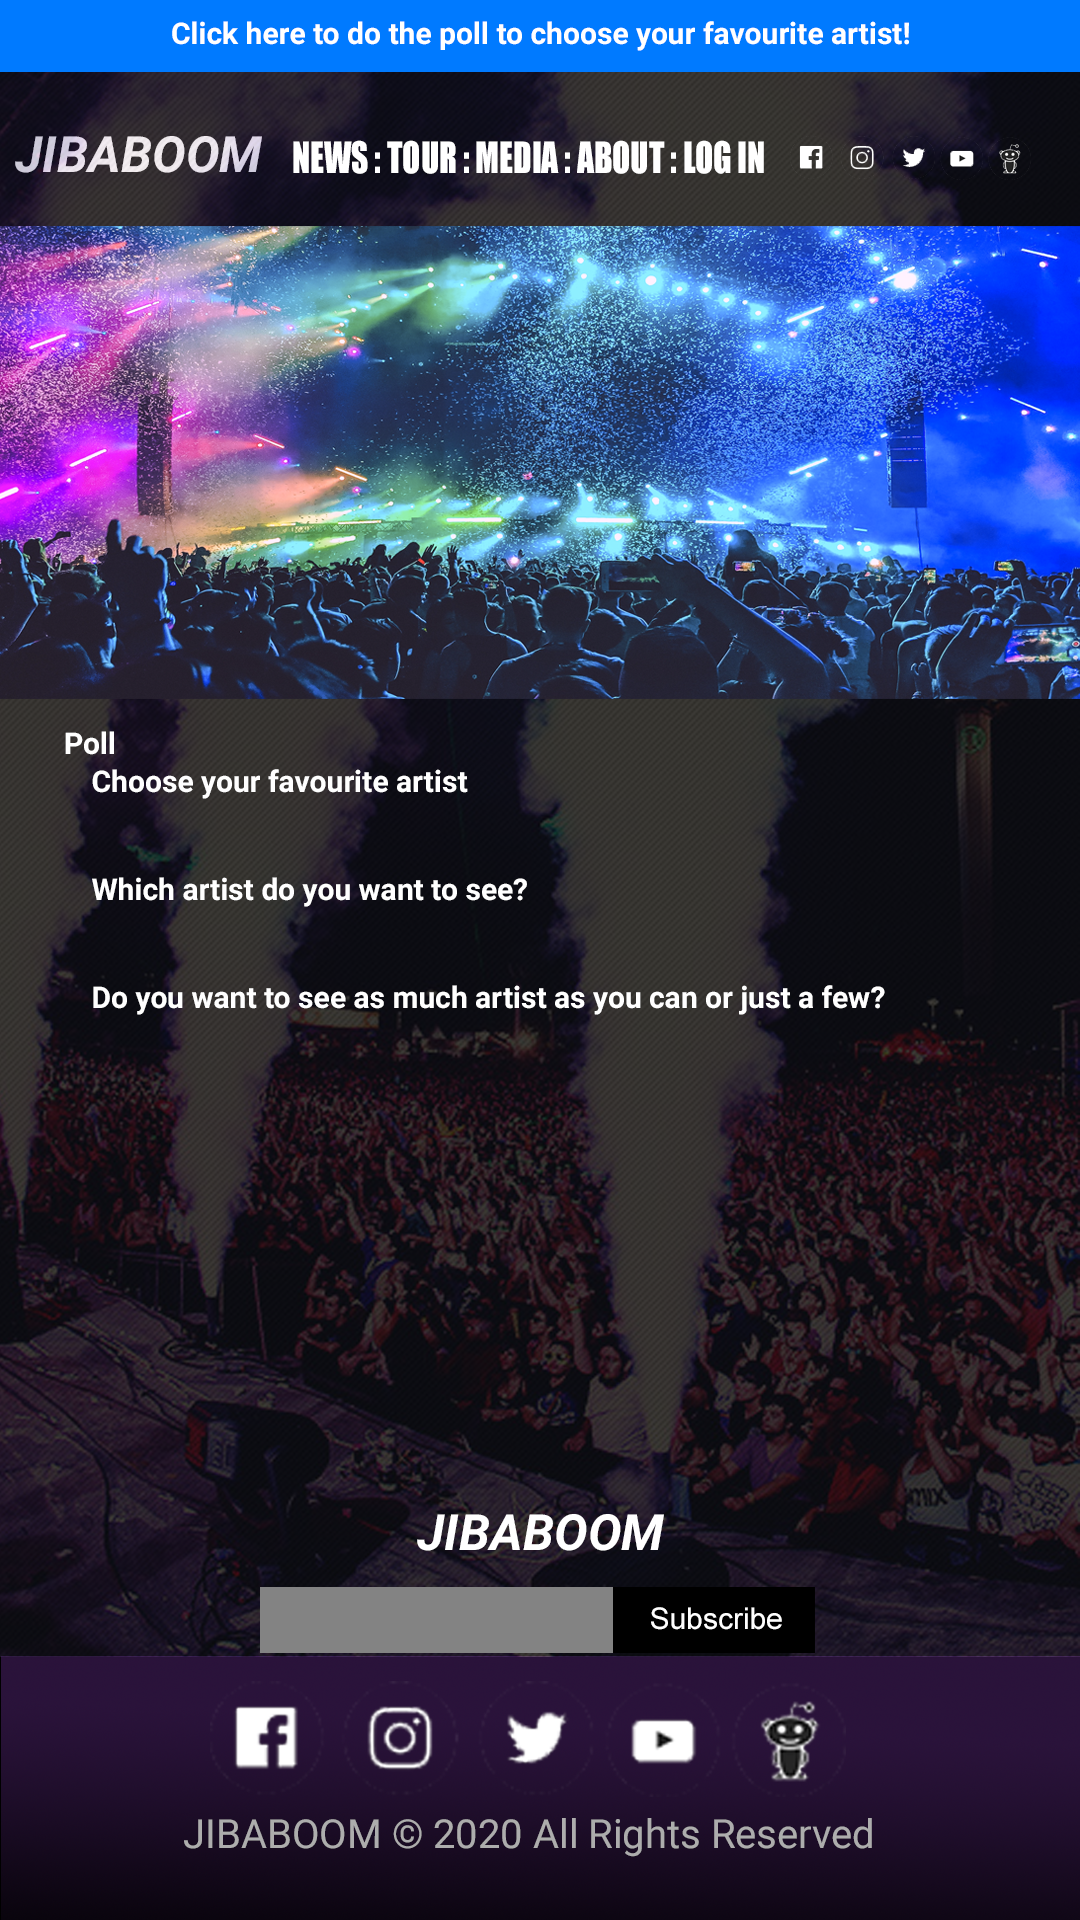 Click here to do the poll to choose your favourite artist!
JIBABOOM NEWS : TOUR : MEDIA : ABOUT : LOG IN
Poll
Choose your favourite artist
Which artist do you want to see?
Do you want to see as much artist as you can or just a few?
JIBABOOM
Subscribe
JIBABOOM © 2020 All Rights Reserved